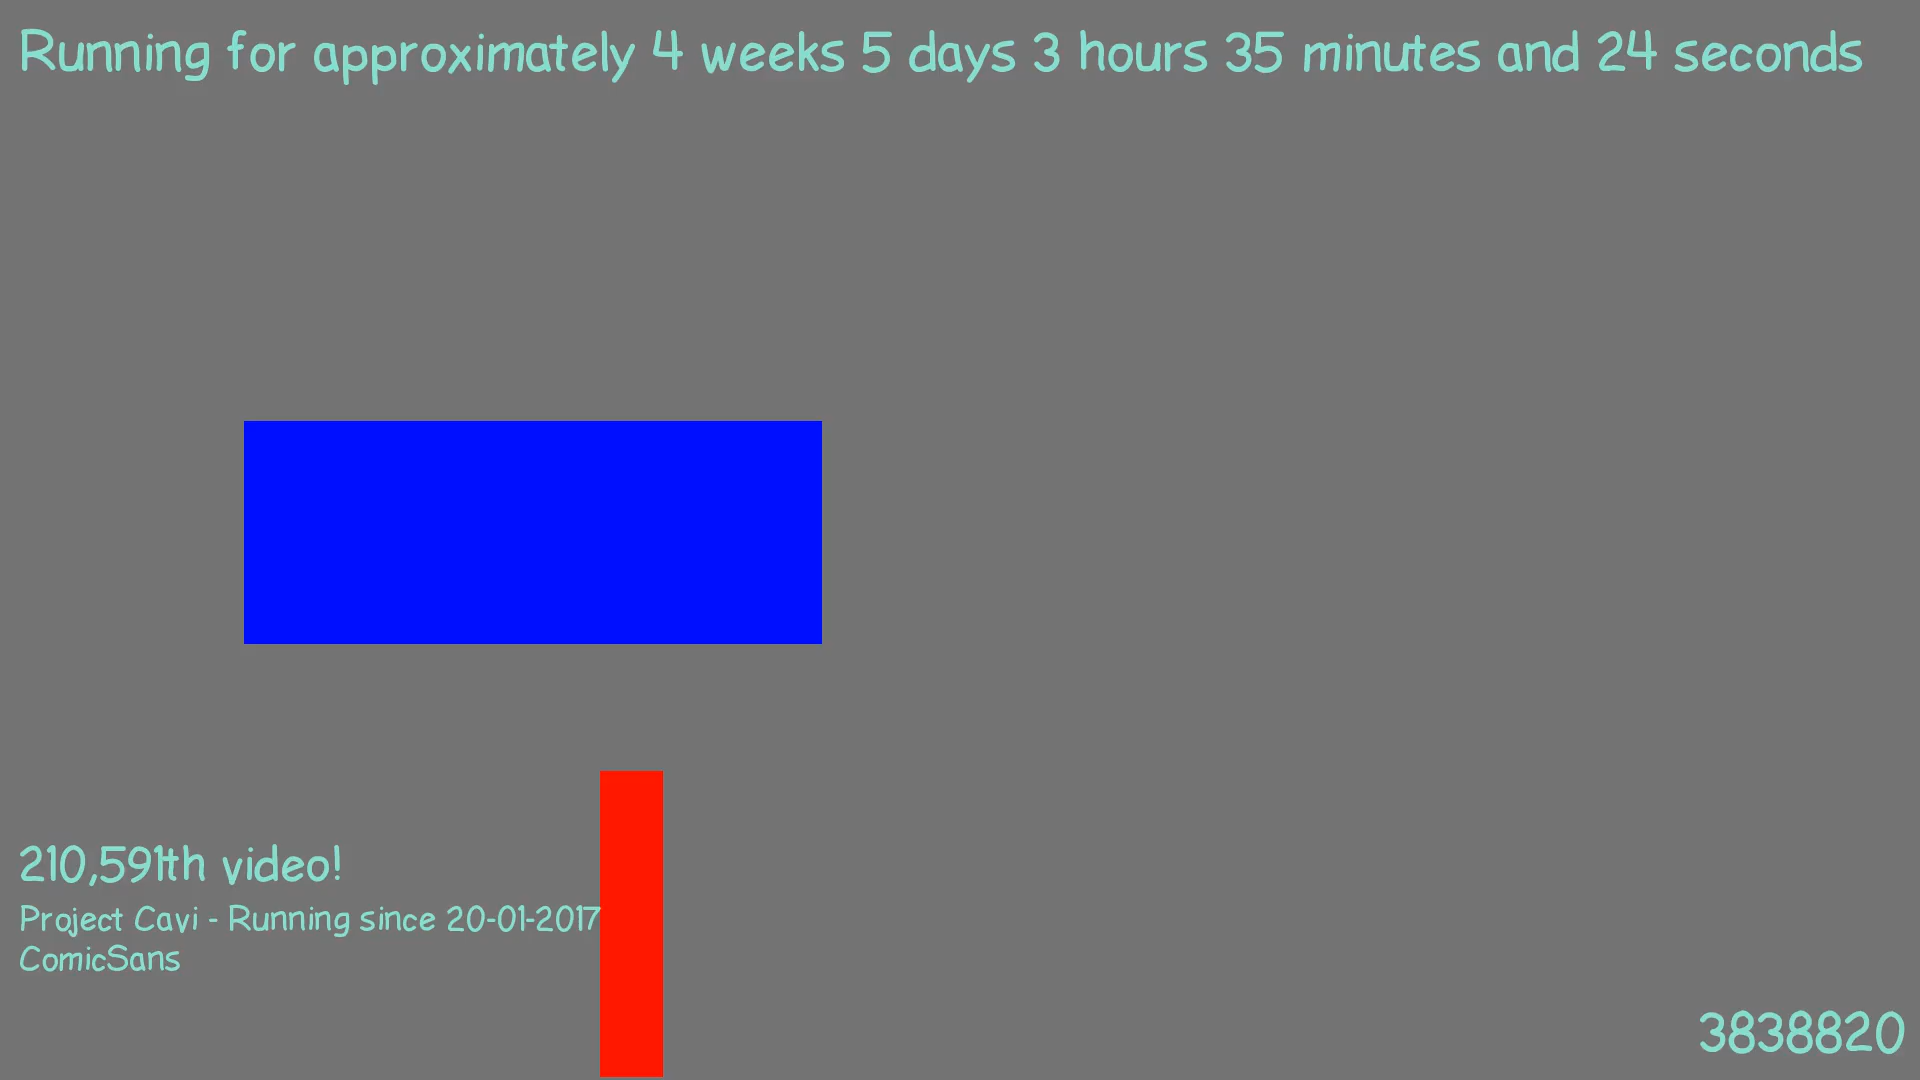 Running for approximately 4 weeks 5 days 3 hours 35 minutes and 24 seconds
210,591th video!
Project Cavi - Running since 20-01-2017
ComicSans
3838820